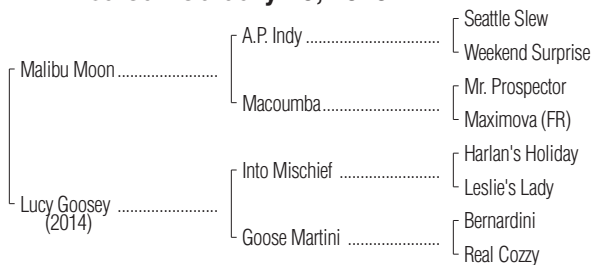 Seattle Slew
A.P. Indy
Weekend Surprise
Malibu Moon
Mr. Prospector
Macoumba
Maximova (FR)
Harlan's Holiday
Into Mischief
Leslie's Lady
Lucy Goosey
(2014)
Bernardini
Goose Martini
Real Cozzy